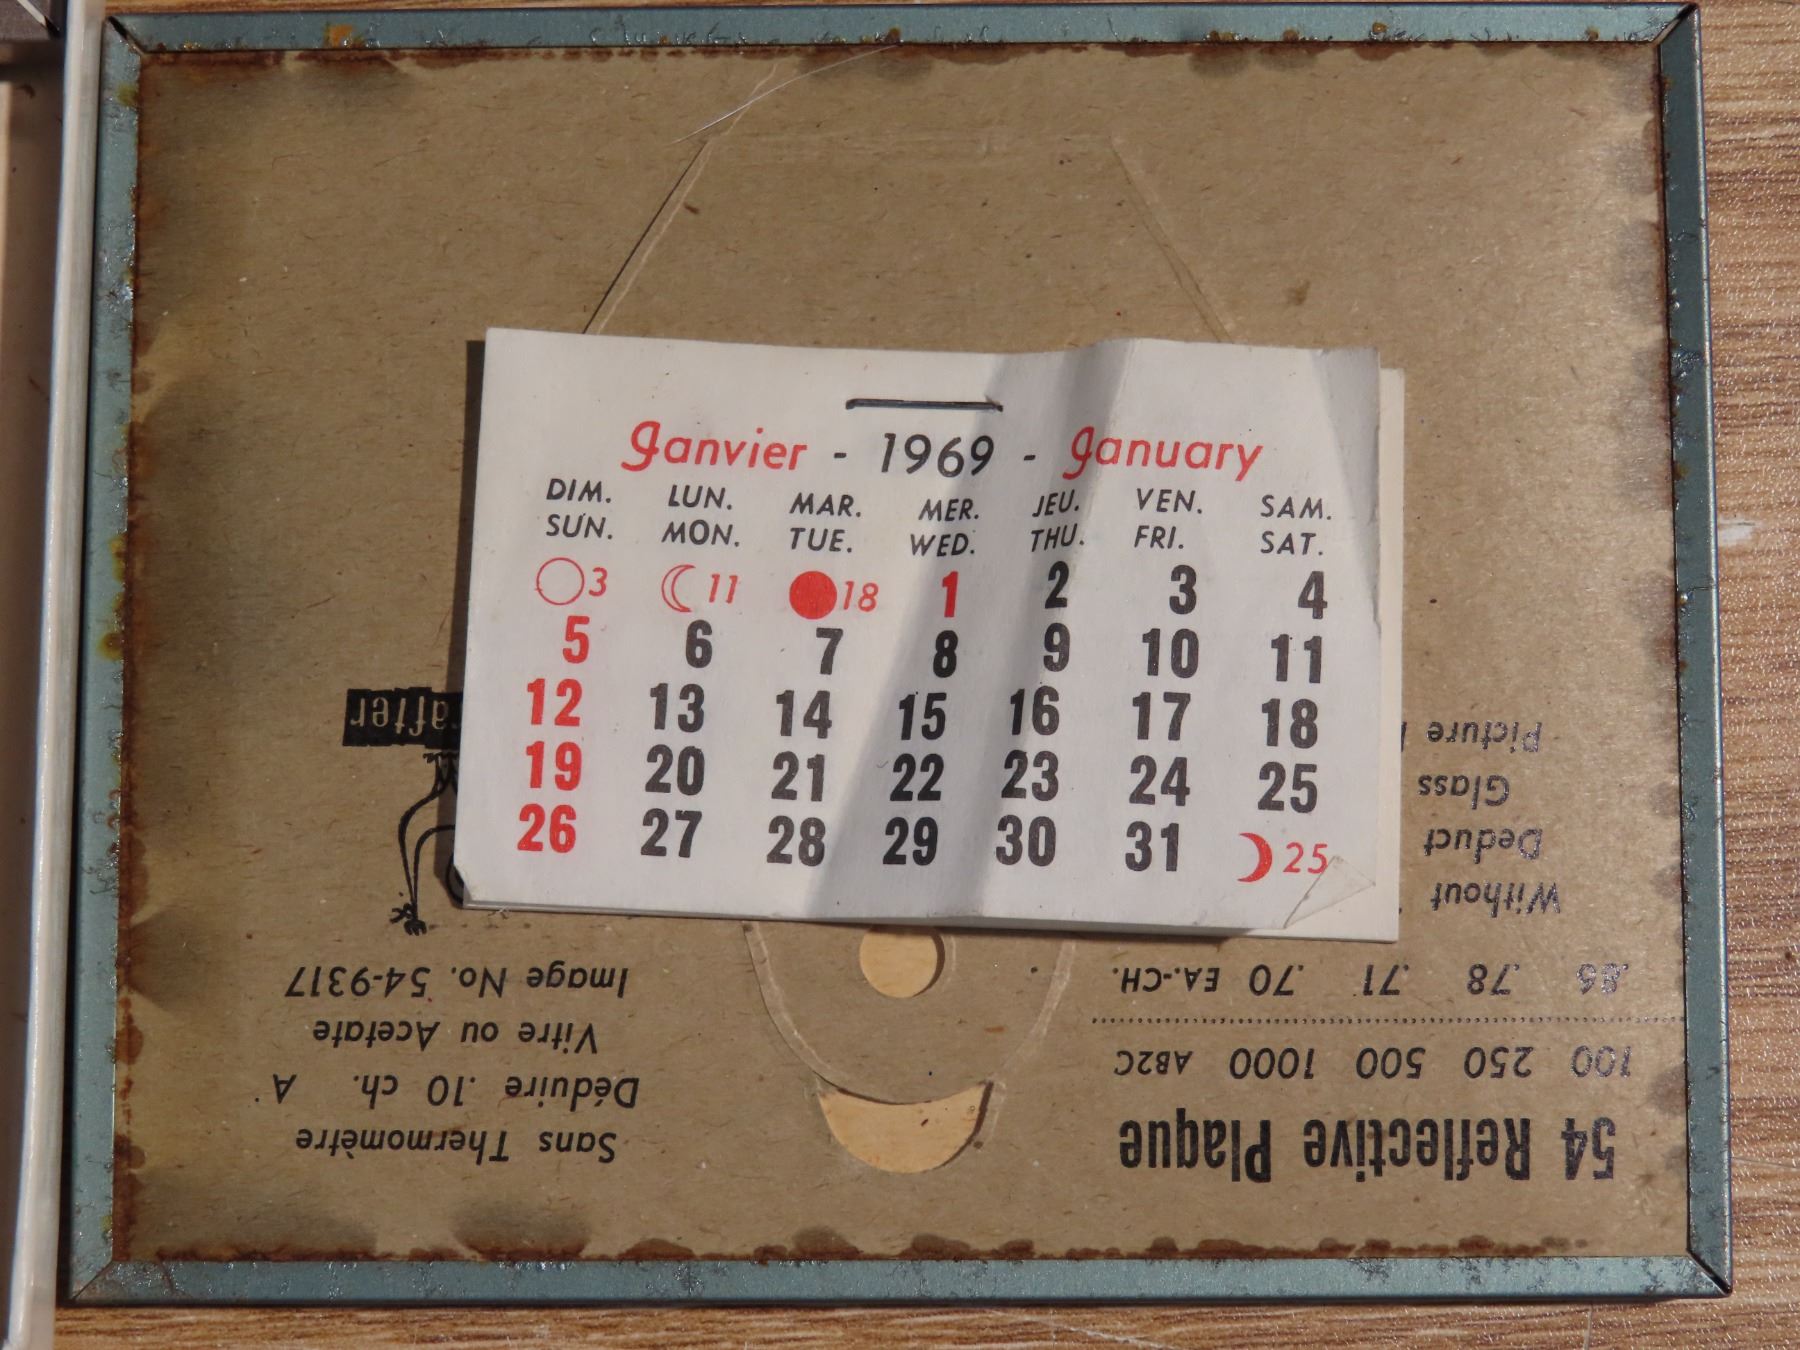 Janvier - 1969 - January
DIM. LUN. MAR. MER. JEU. VEN. SAM.
SUN. MON. TUE. WED. THU. FRI. SAT.
3 11 18 1 2 3 4
5 6 7 8 9 10 11
12 13 14 15 16 17 18
19 20 21 22 23 24 25
26 27 28 29 30 31 25
54 Reflective Plaque
100 250 500 1000 AB2C
.85 .78 .71 .70 EA.-CH.
Without
Deduct
Glass
Picture
Sans Thermomètre
Déduire .10 ch. A
Vitre ou Acetate
Image No. 54-9317
rafter